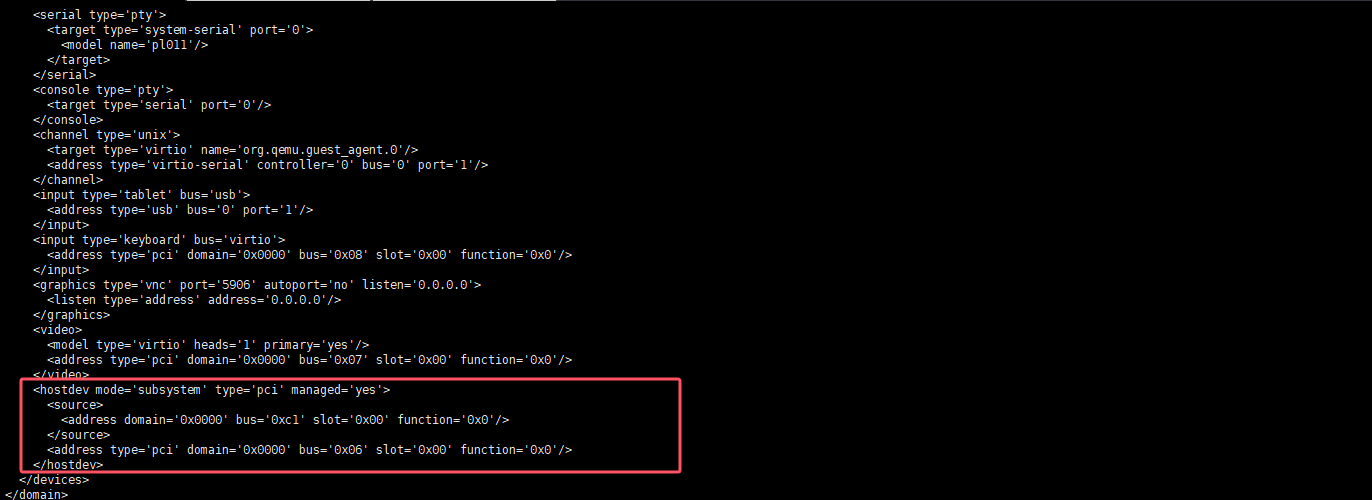 <serial type='pty'>
<target type='system-serial' port='0'>
<model name='pl011'/>
</target>
</serial>
<console type='pty'>
<target type='serial' port='0'/>
</console>
<channel type='unix'>
<target type='virtio' name='org.qemu.guest_agent.0'/>
<address type='virtio-serial' controller='0' bus='0' port='1'/>
</channel>
<input type='tablet' bus='usb'>
<address type='usb' bus='0' port='1'/>
</input>
<input type='keyboard' bus='virtio'>
<address type='pci' domain='0x0000' bus='0x08' slot='0x00' function='0x0'/>
</input>
<graphics type='vnc' port='5906' autoport='no' listen='0.0.0.0'>
<listen type='address' address='0.0.0.0'/>
</graphics>
<video>
<model type='virtio' heads='1' primary='yes'/>
<address type='pci' domain='0x0000' bus='0x07' slot='0x00' function='0x0'/>
</video>
<hostdev mode='subsystem' type='pci' managed='yes'>
<source>
<address domain='0x0000' bus='0xc1' slot='0x00' function='0x0'/>
</source>
<address type='pci' domain='0x0000' bus='0x06' slot='0x00' function='0x0'/>
</hostdev>
</devices>
</domain>